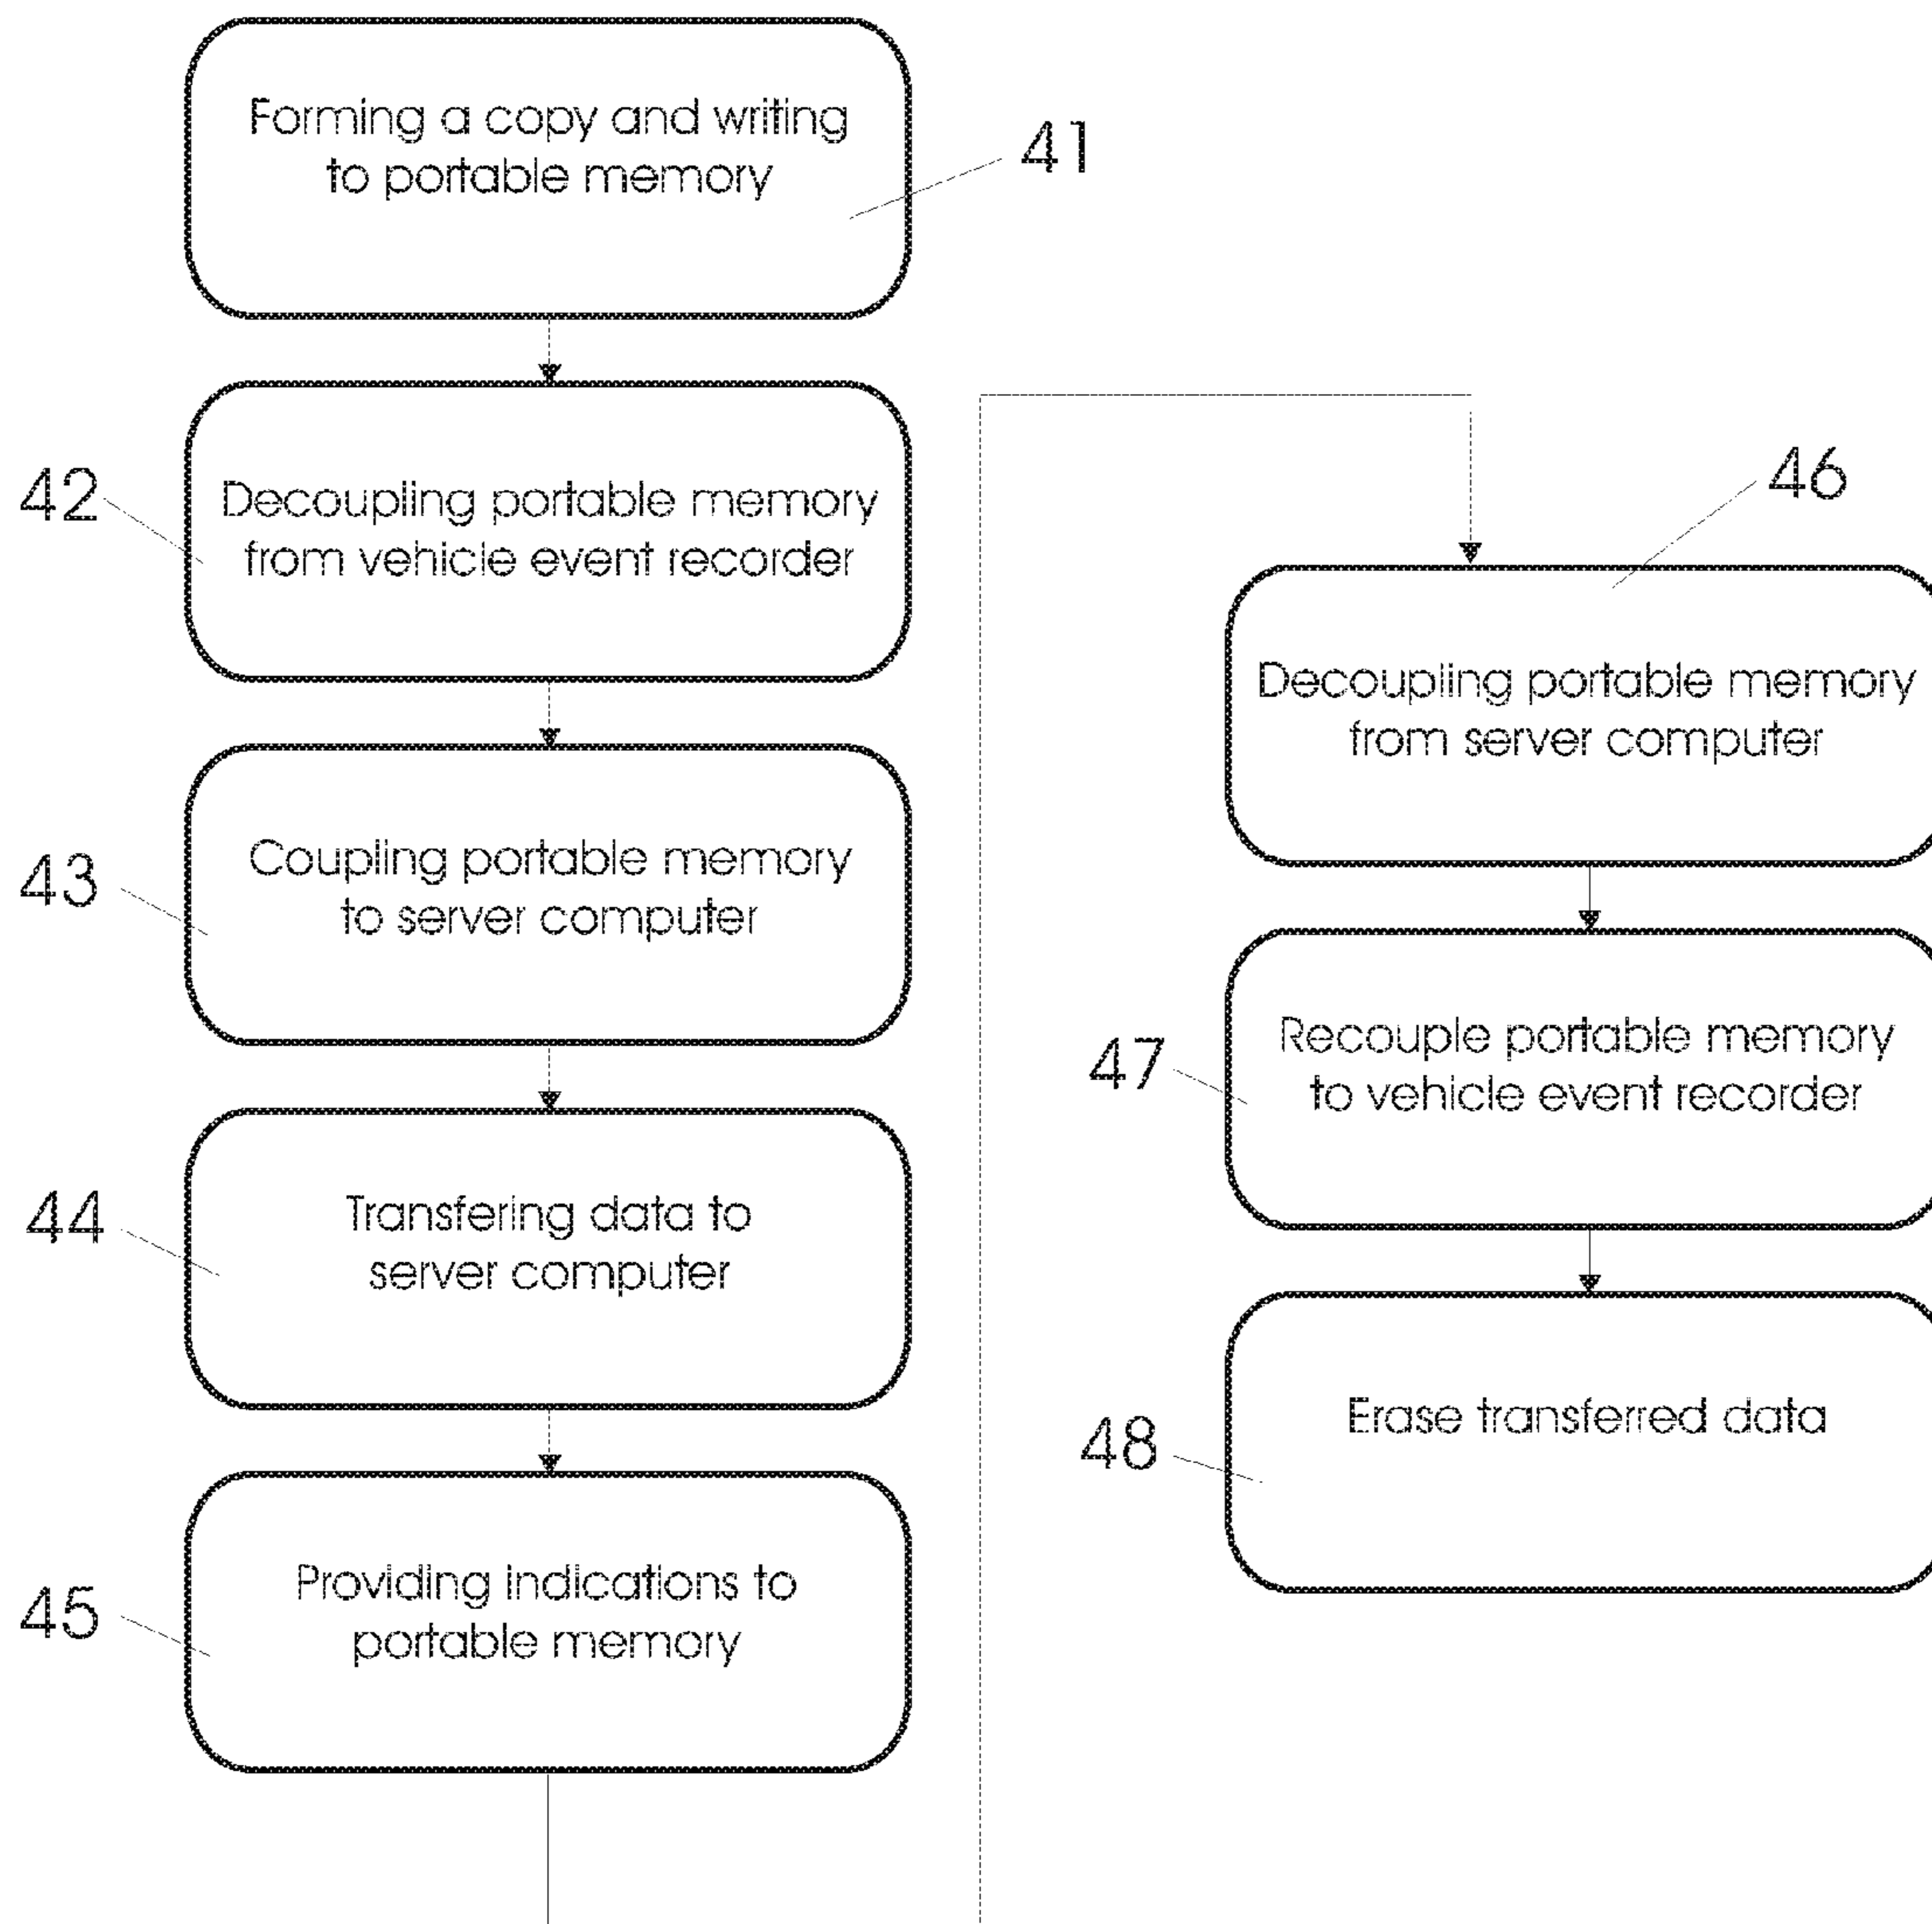 Forming a copy and writing
to portable memory
41
42
Decoupling portable memory
from vehicle event recorder
43
Coupling portable memory
to server computer
44
Transfering data to
server computer
45
Providing indications to
portable memory
46
Decoupling portable memory
from server computer
47
Recouple portable memory
to vehicle event recorder
48
Erase transferred data